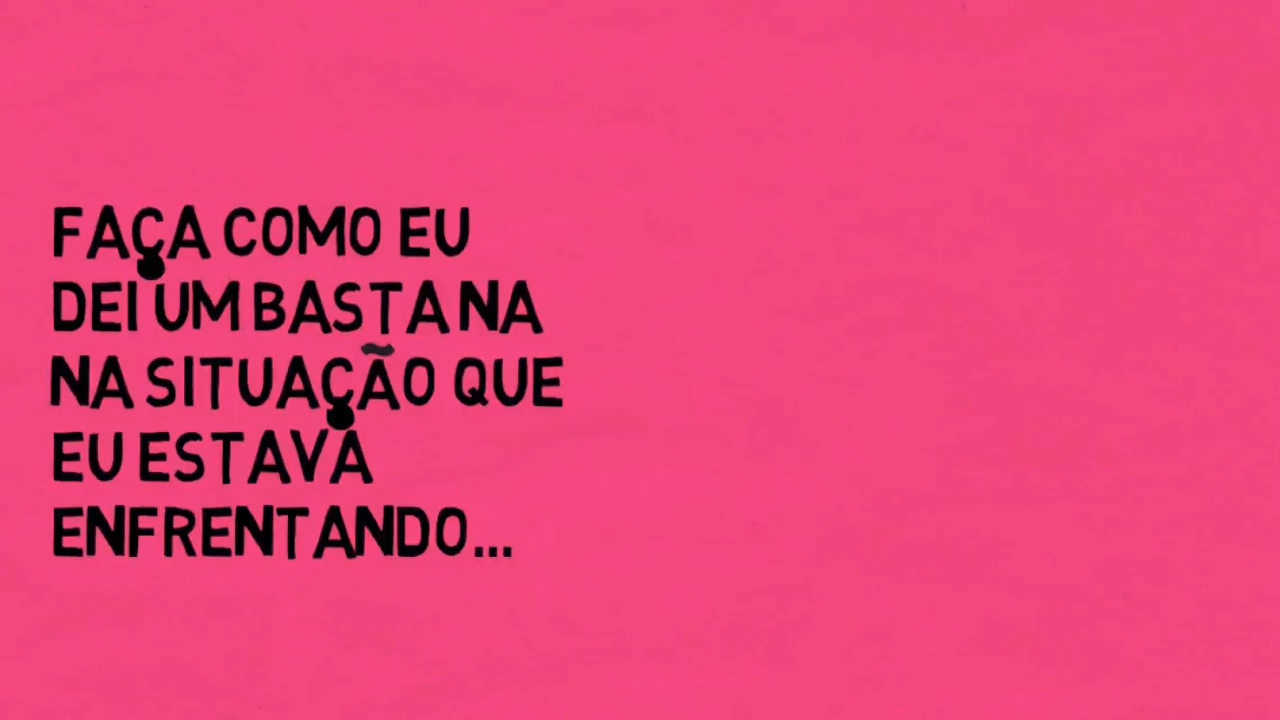 FAÇA COMO EU
DEI UM BASTA NA
NA SITUAÇÃO QUE
EU ESTAVA
ENFRENTANDO...